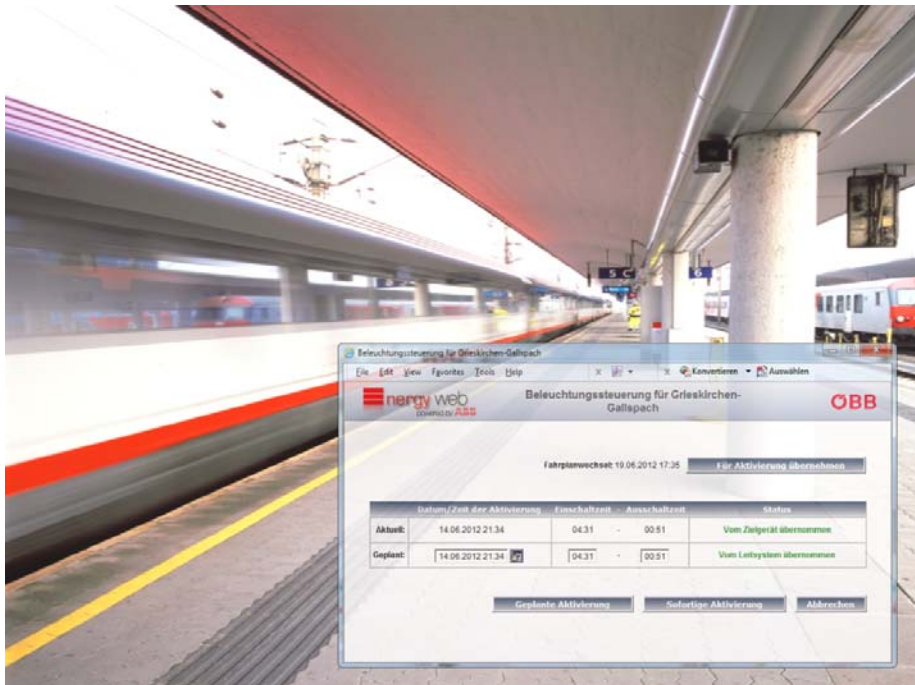 6
Beleuchtungssteuerung für Grieskirchen-Gallspach
File Edit View Favorites Tools Help x x Konvertieren Auswählen
Energy web
powered by ABB
Beleuchtungssteuerung für Grieskirchen-
Gallspach
ÖBB
Fahrplanwechsel: 19.06.2012 17:35 Für Aktivierung übernehmen
Datum/Zeit der Aktivierung Einschaltzeit - Ausschaltzeit Status
Aktuell: 14.06.2012 21:34 04:31 - 00:51 Vom Zielgerät übernommen
Geplant: 14.06.2012 21:34 04:31 - 00:51 Vom Leitsystem übernommen
Geplante Aktivierung Sofortige Aktivierung Abbrechen